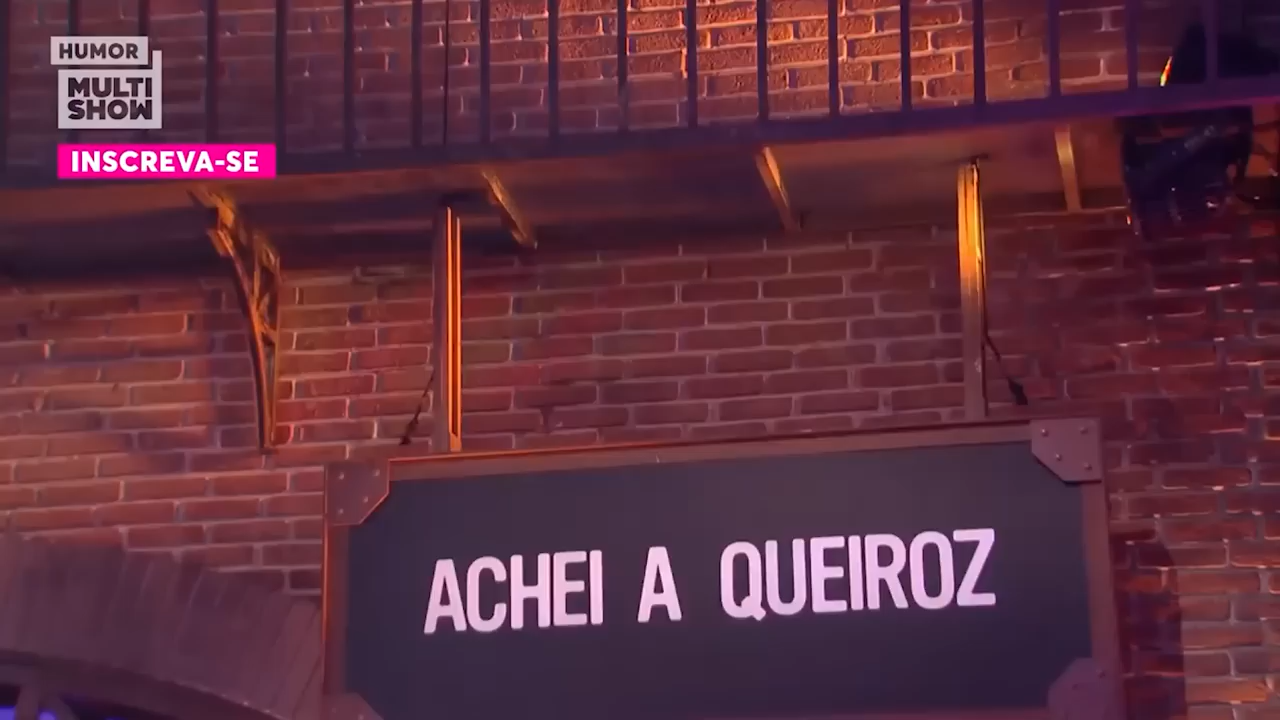 HUMOR
MULTI
SHOW
INSCREVA-SE
ACHEI A QUEIROZ